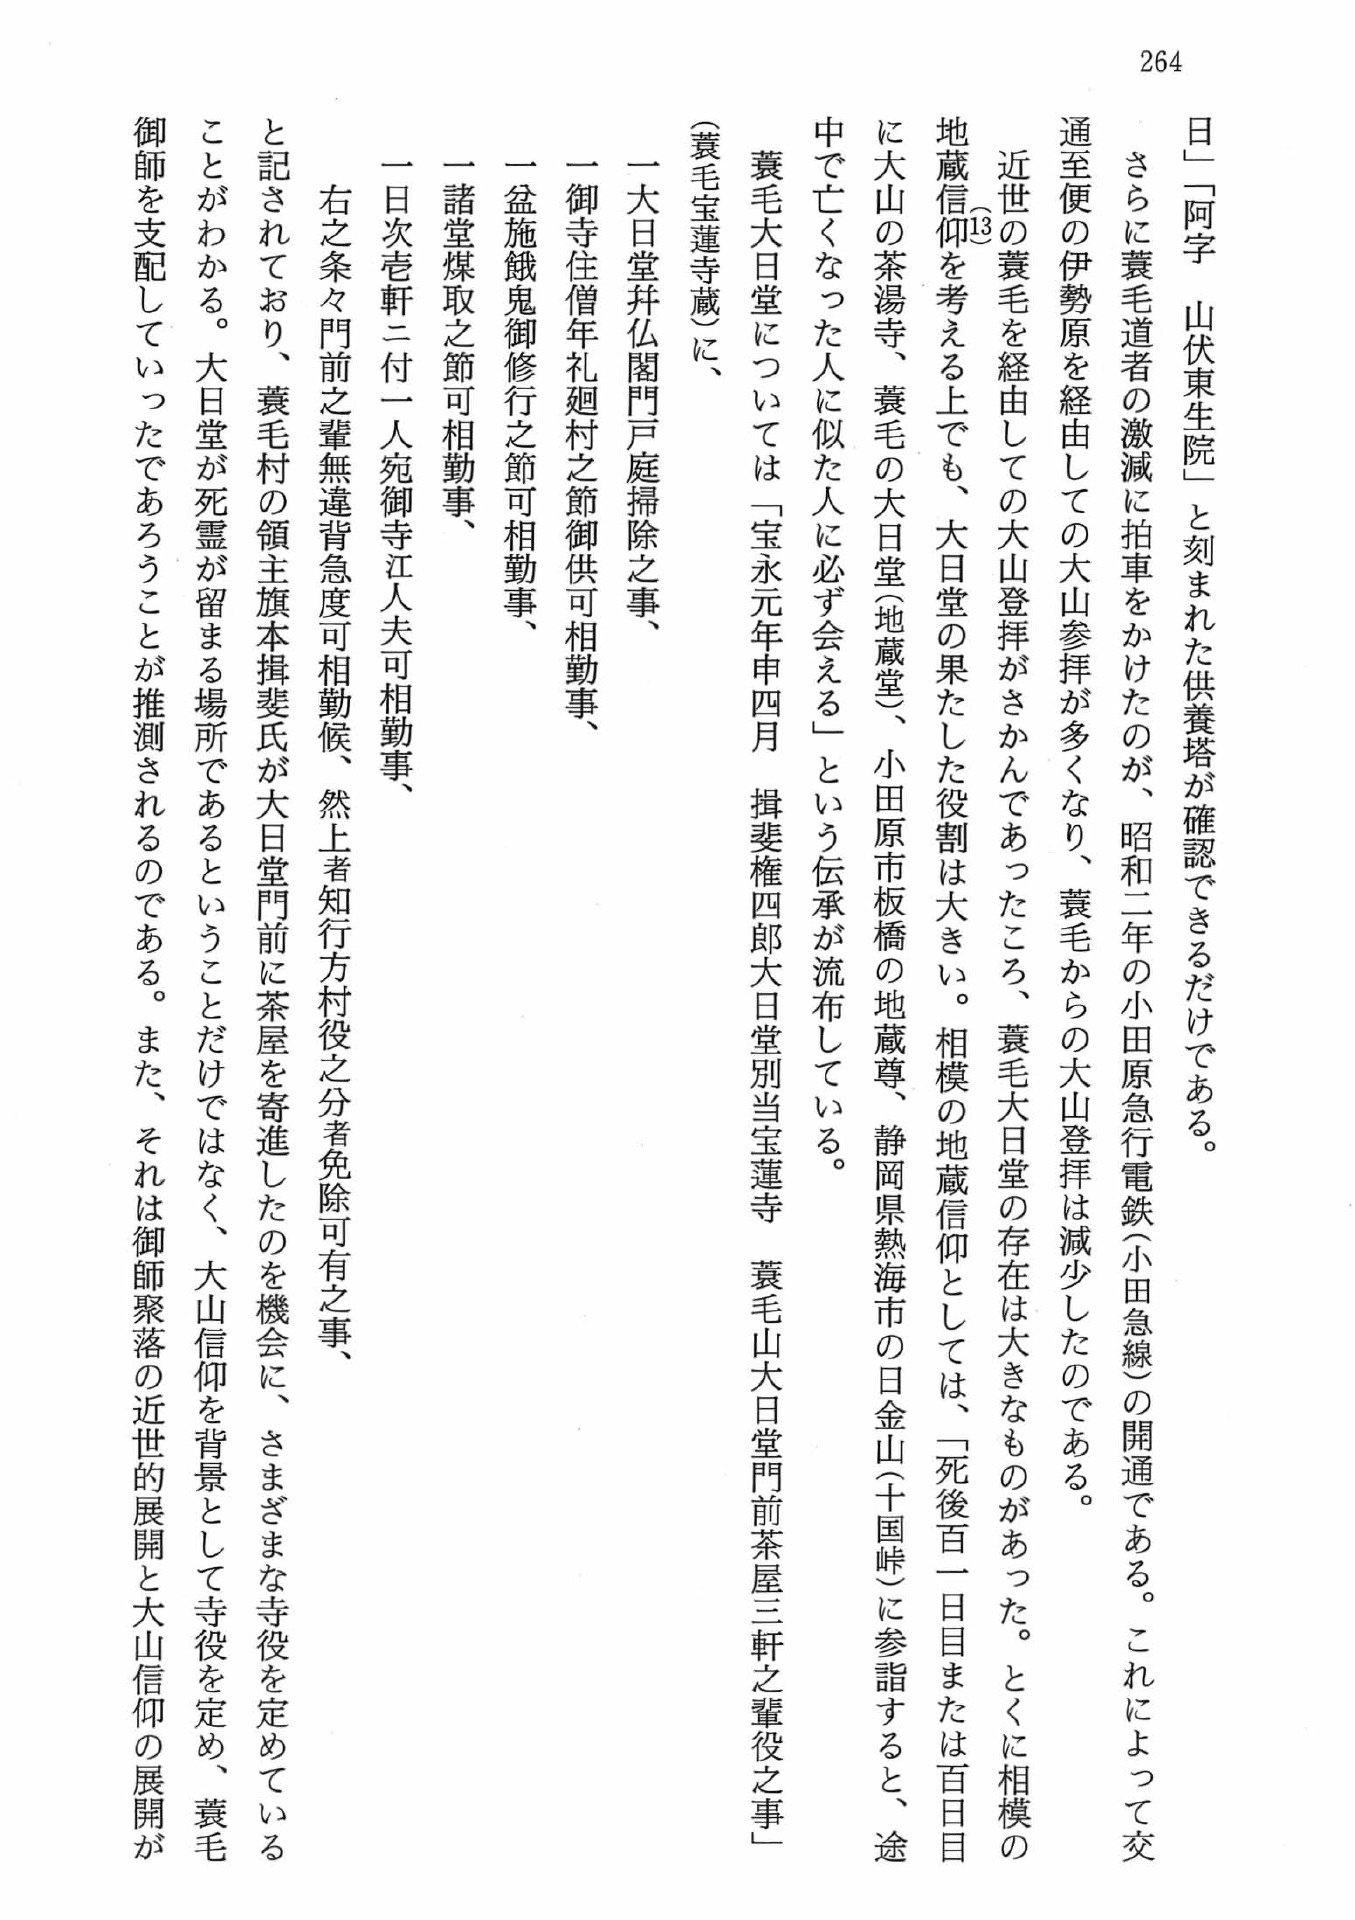 264
日」「阿字　山伏東生院」と刻まれた供養塔が確認できるだけである。
　さらに蓑毛道者の激減に拍車をかけたのが、昭和二年の小田原急行電鉄（小田急線）の開通である。これによって交
通至便の伊勢原を経由しての大山参拝が多くなり、蓑毛からの大山登拝は減少したのである。
　近世の蓑毛を経由しての大山登拝がさかんであったころ、蓑毛大日堂の存在は大きなものがあった。とくに相模の
地蔵信仰（13）を考える上でも、大日堂の果たした役割は大きい。相模の地蔵信仰としては、「死後百一日目または百日目
に大山の茶湯寺、蓑毛の大日堂（地蔵堂）、小田原市板橋の地蔵尊、静岡県熱海市の日金山（十国峠）に参詣すると、途
中で亡くなった人に似た人に必ず会える」という伝承が流布している。
　蓑毛大日堂については「宝永元年申四月　揖斐権四郎大日堂別当宝蓮寺　蓑毛山大日堂門前茶屋三軒之輩役之事」
（蓑毛宝蓮寺蔵）に、
　一大日堂幷仏閣門戸庭掃除之事、
　一御寺住僧年礼廻村之節御供可相勤事、
　一盆施餓鬼御修行之節可相勤事、
　一諸堂煤取之節可相勤事、
　一日次壱軒ニ付一人宛御寺江人夫可相勤事、
　　右之条々門前之輩無違背急度可相勤候、然上者知行方村役之分者免除可有之事、
と記されており、蓑毛村の領主旗本揖斐氏が大日堂門前に茶屋を寄進したのを機会に、さまざまな寺役を定めている
ことがわかる。大日堂が死霊が留まる場所であるということだけではなく、大山信仰を背景として寺役を定め、蓑毛
御師を支配していったであろうことが推測されるのである。また、それは御師聚落の近世的展開と大山信仰の展開が